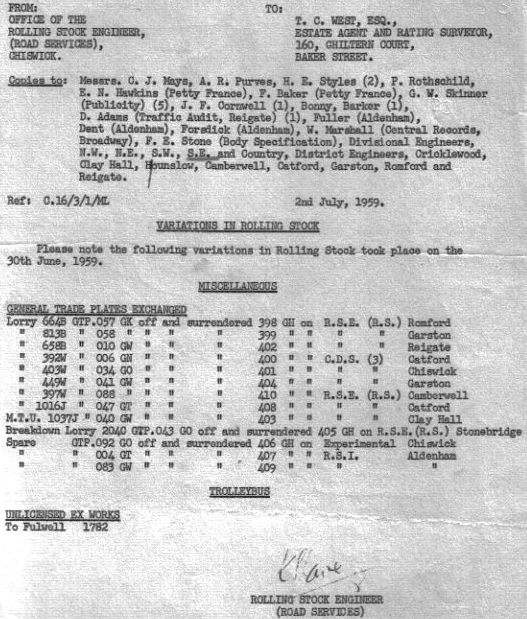 FROM:
OFFICE OF THE
ROLLING STOCK ENGINEER,
(ROAD SERVICES),
CHISWICK.
TO:
T. C. WEST, ESQ.,
ESTATE AGENT AND RATING SURVEYOR,
160, CHILTERN COURT,
BAKER STREET.
Copies to: Messrs. C. J. Mays, A. R. Purves, H. E. Styles (2), P. Rothschild,
E. N. Hawkins (Petty France), F. Baker (Petty France), G. W. Skinner
(Publicity) (5), J. F. Cornwell (1), Bonny, Barker (1),
D. Adams (Traffic Audit, Reigate) (1), Fuller (Aldenham),
Dent (Aldenham), Forsdick (Aldenham), W. Marshall (Central Records,
Broadway), F. E. Stone (Body Specification), Divisional Engineers,
N.W., N.E., S.W., S.E. and Country, District Engineers, Cricklewood,
Clay Hall, Hounslow, Camberwell, Catford, Garston, Romford and
Reigate.
Ref: C.16/3/1/ML 2nd July, 1959.
VARIATIONS IN ROLLING STOCK
Please note the following variations in Rolling Stock took place on the
30th June, 1959.
MISCELLANEOUS
GENERAL TRADE PLATES EXCHANGED
Lorry 664B GTP.057 GK off and surrendered 398 GH on R.S.E. (R.S.) Romford
" 813B " 058 " " " " 399 " " " " Garston
" 658B " 010 GW " " " 402 " " " " Reigate
" 392W " 006 GN " " " 400 " " C.D.S. (3) Catford
" 403W " 034 GO " " " 401 " " " Chiswick
" 449W " 041 GW " " " 404 " " " Garston
" 397W " 088 " " " " 410 " " R.S.E. (R.S.) Camberwell
" 1016J " 047 GT " " " 408 " " " " Catford
M.T.U. 1037J " 040 GW " " " 403 " " " " Clay Hall
Breakdown Lorry 2040 GTP.043 GO off and surrendered 405 GH on R.S.E.(R.S.) Stonebridge
Spare GTP.092 GO off and surrendered 406 GH on Experimental Chiswick
" " 004 GT " " " 407 " " R.S.I. Aldenham
" " 083 GW " " " 409 " " " "
TROLLEYBUS
UNLICENSED EX WORKS
To Fulwell 1782
ROLLING STOCK ENGINEER
(ROAD SERVICES)